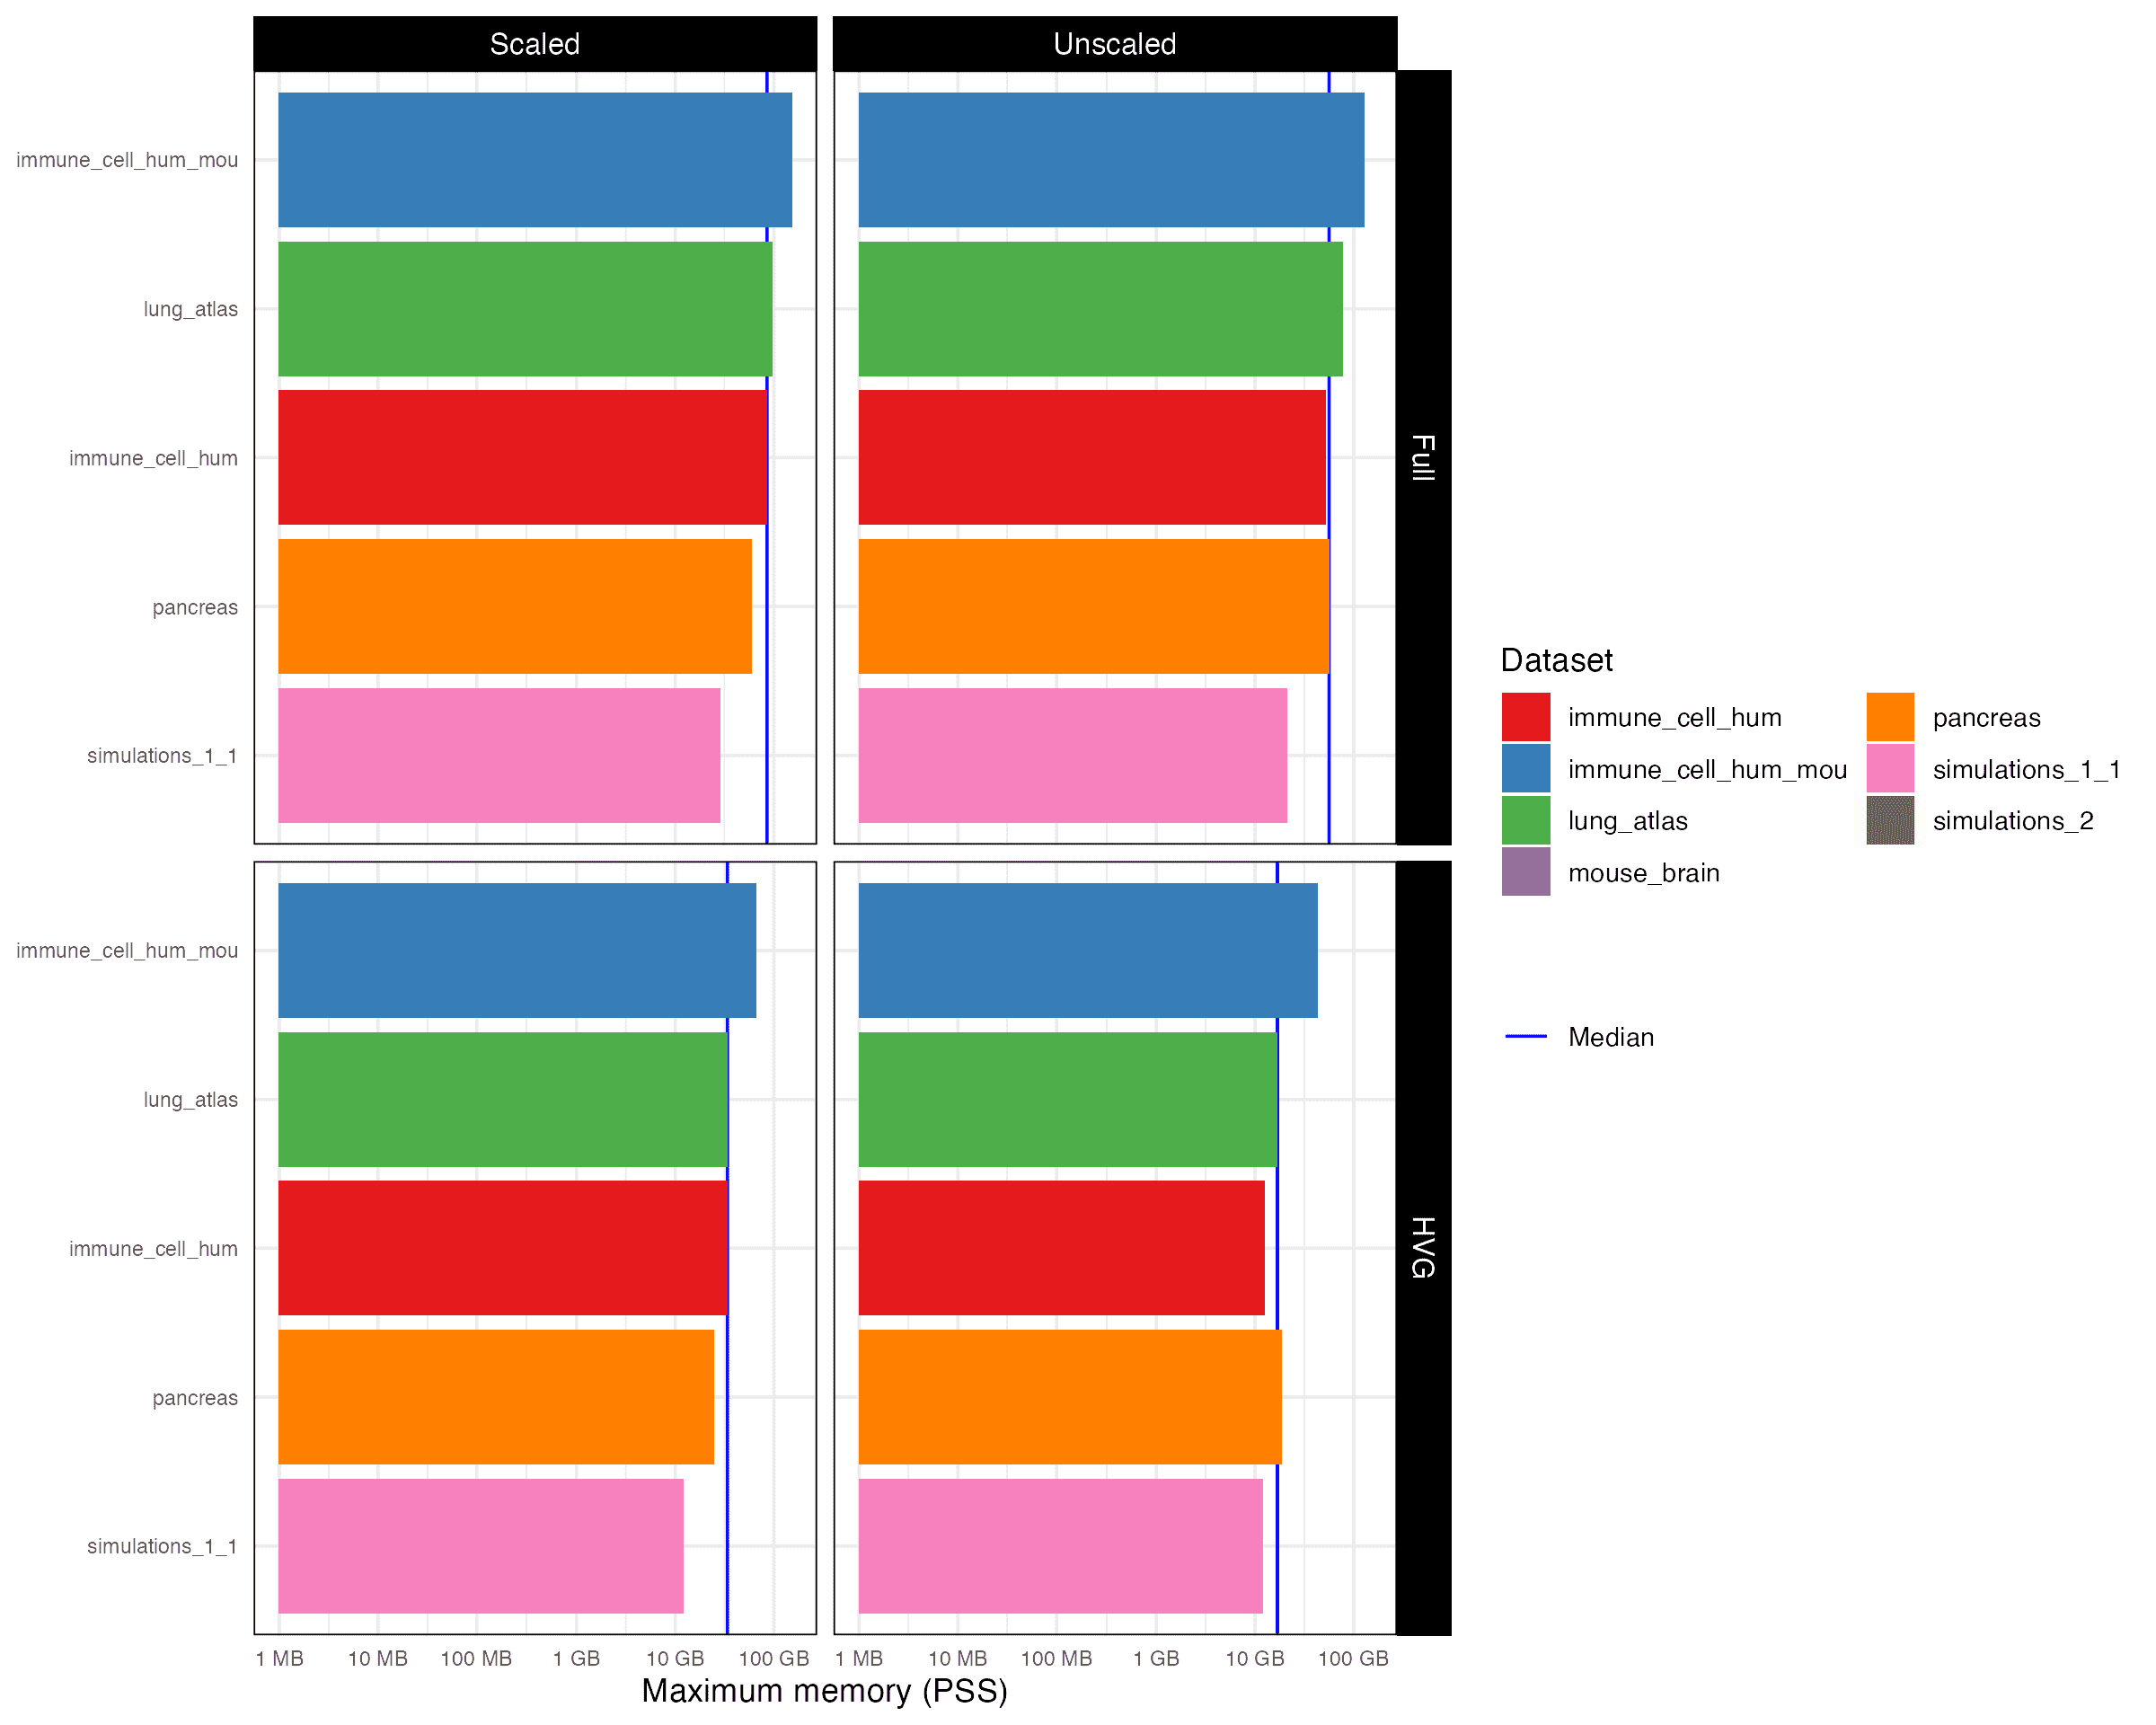 Scaled
Unscaled
immune_cell_hum_mou
lung_atlas
immune_cell_hum
pancreas
simulations_1_1
Full
immune_cell_hum_mou
lung_atlas
immune_cell_hum
pancreas
simulations_1_1
HVG
1 MB 10 MB 100 MB 1 GB 10 GB 100 GB
1 MB 10 MB 100 MB 1 GB 10 GB 100 GB
Maximum memory (PSS)
Dataset
immune_cell_hum
immune_cell_hum_mou
lung_atlas
mouse_brain
pancreas
simulations_1_1
simulations_2
Median